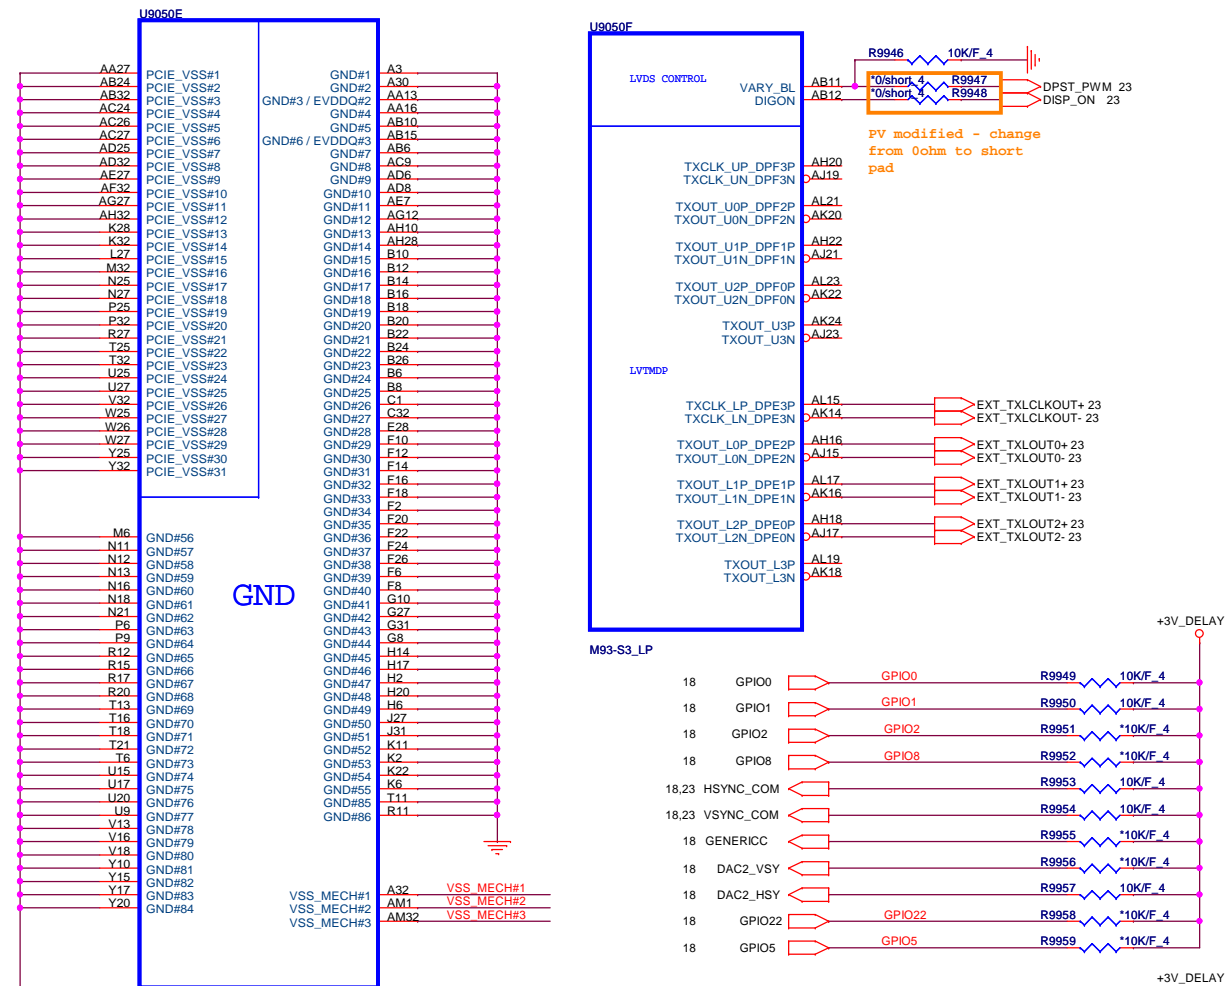 U9050E
AA27 PCIE_VSS#1 GND#1 A3
AB24 PCIE_VSS#2 GND#2 A30
AB32 PCIE_VSS#3 GND#3 / EVDDQ#2 AA13
AC24 PCIE_VSS#4 GND#4 AA16
AC26 PCIE_VSS#5 GND#5 AB10
AC27 PCIE_VSS#6 GND#6 / EVDDQ#3 AB15
AD25 PCIE_VSS#7 GND#7 AB6
AD32 PCIE_VSS#8 GND#8 AC9
AE27 PCIE_VSS#9 GND#9 AD6
AF32 PCIE_VSS#10 GND#10 AD8
AG27 PCIE_VSS#11 GND#11 AE7
AH32 PCIE_VSS#12 GND#12 AG12
K28 PCIE_VSS#13 GND#13 AH10
K32 PCIE_VSS#14 GND#14 AH28
L27 PCIE_VSS#15 GND#15 B10
M32 PCIE_VSS#16 GND#16 B12
N25 PCIE_VSS#17 GND#17 B14
N27 PCIE_VSS#18 GND#18 B16
P25 PCIE_VSS#19 GND#19 B18
P32 PCIE_VSS#20 GND#20 B20
R27 PCIE_VSS#21 GND#21 B22
T25 PCIE_VSS#22 GND#22 B24
T32 PCIE_VSS#23 GND#23 B26
U25 PCIE_VSS#24 GND#24 B6
U27 PCIE_VSS#25 GND#25 B8
V32 PCIE_VSS#26 GND#26 C1
W25 PCIE_VSS#27 GND#27 C32
W26 PCIE_VSS#28 GND#28 E28
W27 PCIE_VSS#29 GND#29 F10
Y25 PCIE_VSS#30 GND#30 F12
Y32 PCIE_VSS#31 GND#31 F14
GND#32 F16
GND#33 F18
GND#34 F2
GND#35 F20
M6 GND#56 GND#36 F22
N11 GND#57 GND#37 F24
N12 GND#58 GND#38 F26
N13 GND#59 GND#39 F6
N16 GND#60 GND#40 F8
N18 GND#61 GND#41 G10
N21 GND#62 GND#42 G27
P6 GND#63 GND#43 G31
P9 GND#64 GND#44 G8
R12 GND#65 GND#45 H14
R15 GND#66 GND#46 H17
R17 GND#67 GND#47 H2
R20 GND#68 GND#48 H20
T13 GND#69 GND#49 H6
T16 GND#70 GND#50 J27
T18 GND#71 GND#51 J31
T21 GND#72 GND#52 K11
T6 GND#73 GND#53 K2
U15 GND#74 GND#54 K22
U17 GND#75 GND#55 K6
U20 GND#76 GND#85 T11
U9 GND#77 GND#86 R11
V13 GND#78
V16 GND#79
V18 GND#80
Y10 GND#81
Y15 GND#82
Y17 GND#83 VSS_MECH#1 A32 VSS_MECH#1
Y20 GND#84 VSS_MECH#2 AM1 VSS_MECH#2
VSS_MECH#3 AM32 VSS_MECH#3
GND
U9050F
LVDS CONTROL
R9946 10K/F_4
VARY_BL AB11 *0/short_4 R9947 DPST_PWM 23
DIGON AB12 *0/short_4 R9948 DISP_ON 23
PV modified - change
from 0ohm to short
pad
TXCLK_UP_DPF3P AH20
TXCLK_UN_DPF3N AJ19
TXOUT_U0P_DPF2P AL21
TXOUT_U0N_DPF2N AK20
TXOUT_U1P_DPF1P AH22
TXOUT_U1N_DPF1N AJ21
TXOUT_U2P_DPF0P AL23
TXOUT_U2N_DPF0N AK22
TXOUT_U3P AK24
TXOUT_U3N AJ23
LVTMDP
TXCLK_LP_DPE3P AL15 EXT_TXLCLKOUT+ 23
TXCLK_LN_DPE3N AK14 EXT_TXLCLKOUT- 23
TXOUT_L0P_DPE2P AH16 EXT_TXLOUT0+ 23
TXOUT_L0N_DPE2N AJ15 EXT_TXLOUT0- 23
TXOUT_L1P_DPE1P AL17 EXT_TXLOUT1+ 23
TXOUT_L1N_DPE1N AK16 EXT_TXLOUT1- 23
TXOUT_L2P_DPE0P AH18 EXT_TXLOUT2+ 23
TXOUT_L2N_DPE0N AJ17 EXT_TXLOUT2- 23
TXOUT_L3P AL19
TXOUT_L3N AK18
M93-S3_LP
+3V_DELAY
18 GPIO0 GPIO0 R9949 10K/F_4
18 GPIO1 GPIO1 R9950 10K/F_4
18 GPIO2 GPIO2 R9951 *10K/F_4
18 GPIO8 GPIO8 R9952 *10K/F_4
18,23 HSYNC_COM R9953 10K/F_4
18,23 VSYNC_COM R9954 10K/F_4
18 GENERICC R9955 *10K/F_4
18 DAC2_VSY R9956 *10K/F_4
18 DAC2_HSY R9957 10K/F_4
18 GPIO22 GPIO22 R9958 *10K/F_4
18 GPIO5 GPIO5 R9959 *10K/F_4
+3V_DELAY